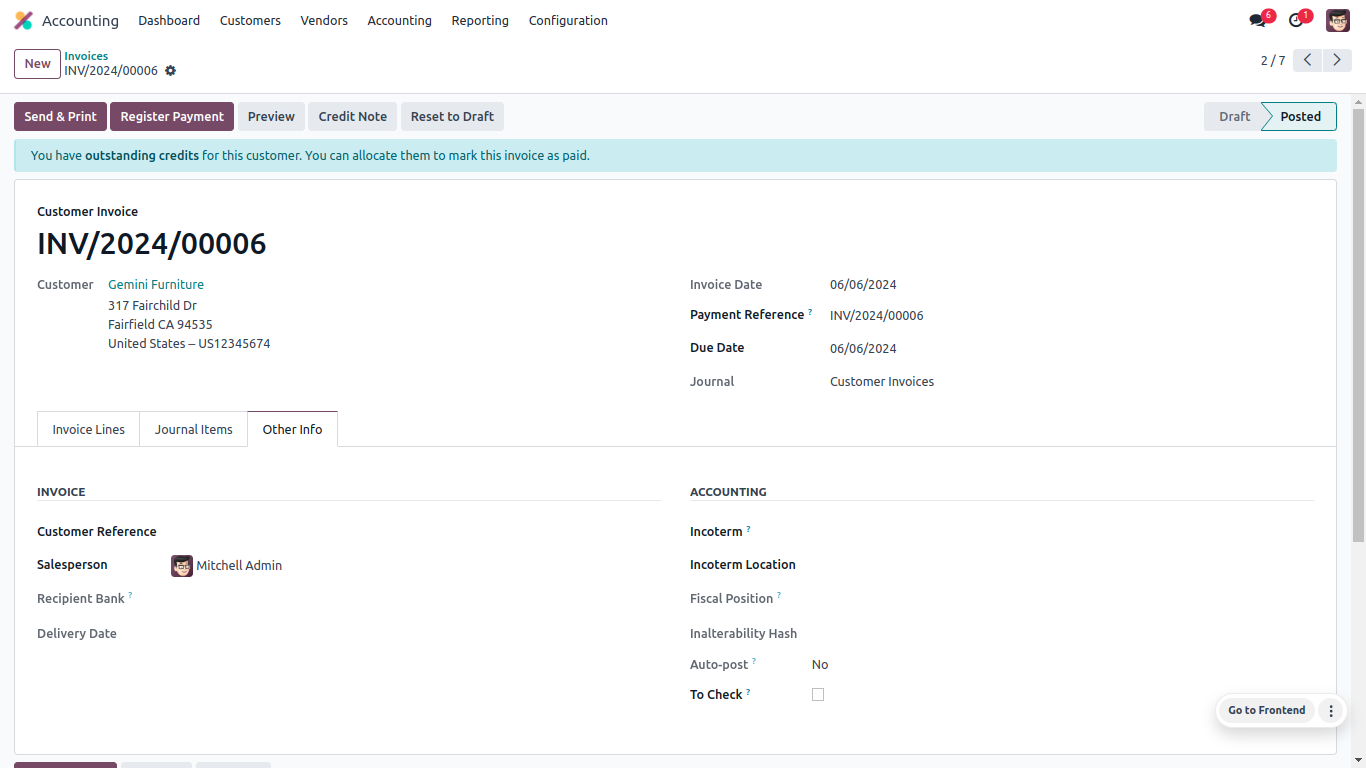 Accounting Dashboard Customers Vendors Accounting Reporting Configuration 6 1
New Invoices
INV/2024/00006
2 / 7
Send & Print Register Payment Preview Credit Note Reset to Draft Draft Posted
You have outstanding credits for this customer. You can allocate them to mark this invoice as paid.
Customer Invoice
INV/2024/00006
Customer Gemini Furniture
317 Fairchild Dr
Fairfield CA 94535
United States – US12345674
Invoice Date 06/06/2024
Payment Reference ? INV/2024/00006
Due Date 06/06/2024
Journal Customer Invoices
Invoice Lines Journal Items Other Info
INVOICE
Customer Reference
Salesperson Mitchell Admin
Recipient Bank ?
Delivery Date
ACCOUNTING
Incoterm ?
Incoterm Location
Fiscal Position ?
Inalterability Hash
Auto-post ? No
To Check ?
Go to Frontend